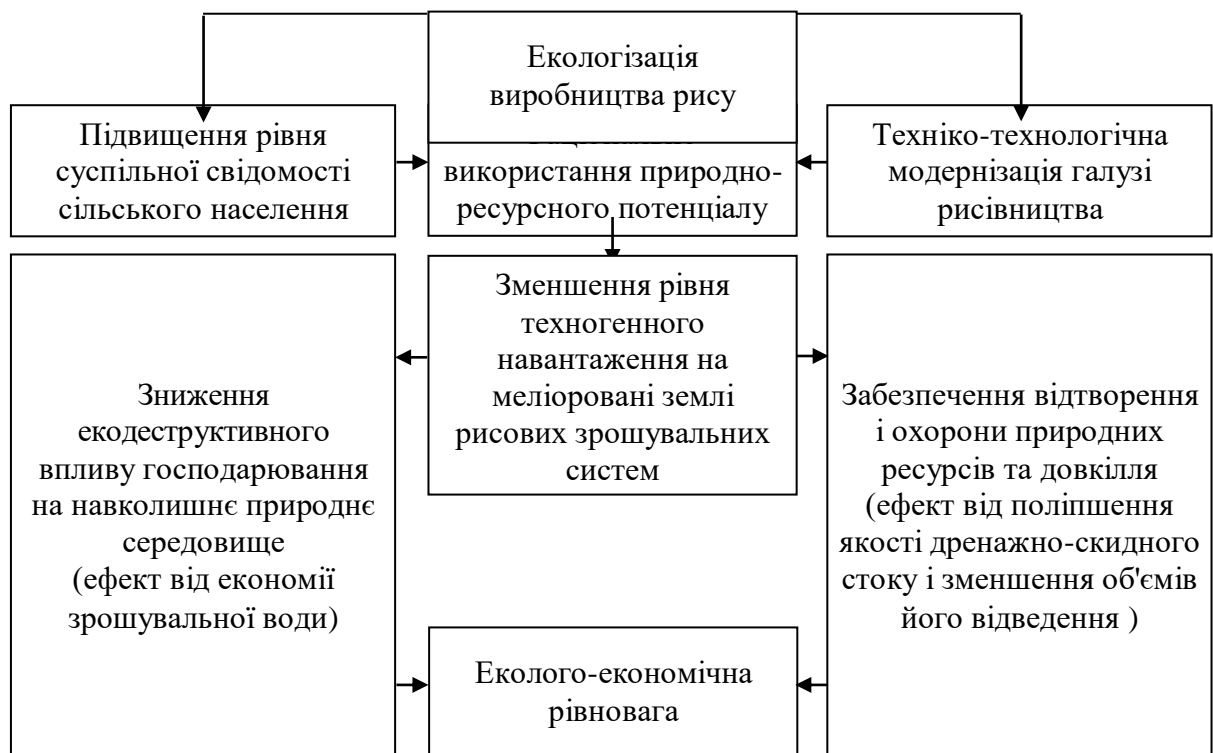 Екологізація
виробництва рису
Підвищення рівня
суспільної свідомості
сільського населення
використання природно-
ресурсного потенціалу
Техніко-технологічна
модернізація галузі
рисівництва
Зниження
екодеструктивного
впливу господарювання
на навколишнє природнє
середовище
(ефект від економії
зрошувальної води)
Зменшення рівня
техногенного
навантаження на
меліоровані землі
рисових зрошувальних
систем
Забезпечення відтворення
і охорони природних
ресурсів та довкілля
(ефект від поліпшення
якості дренажно-скидного
стоку і зменшення об'ємів
його відведення )
Еколого-економічна
рівновага